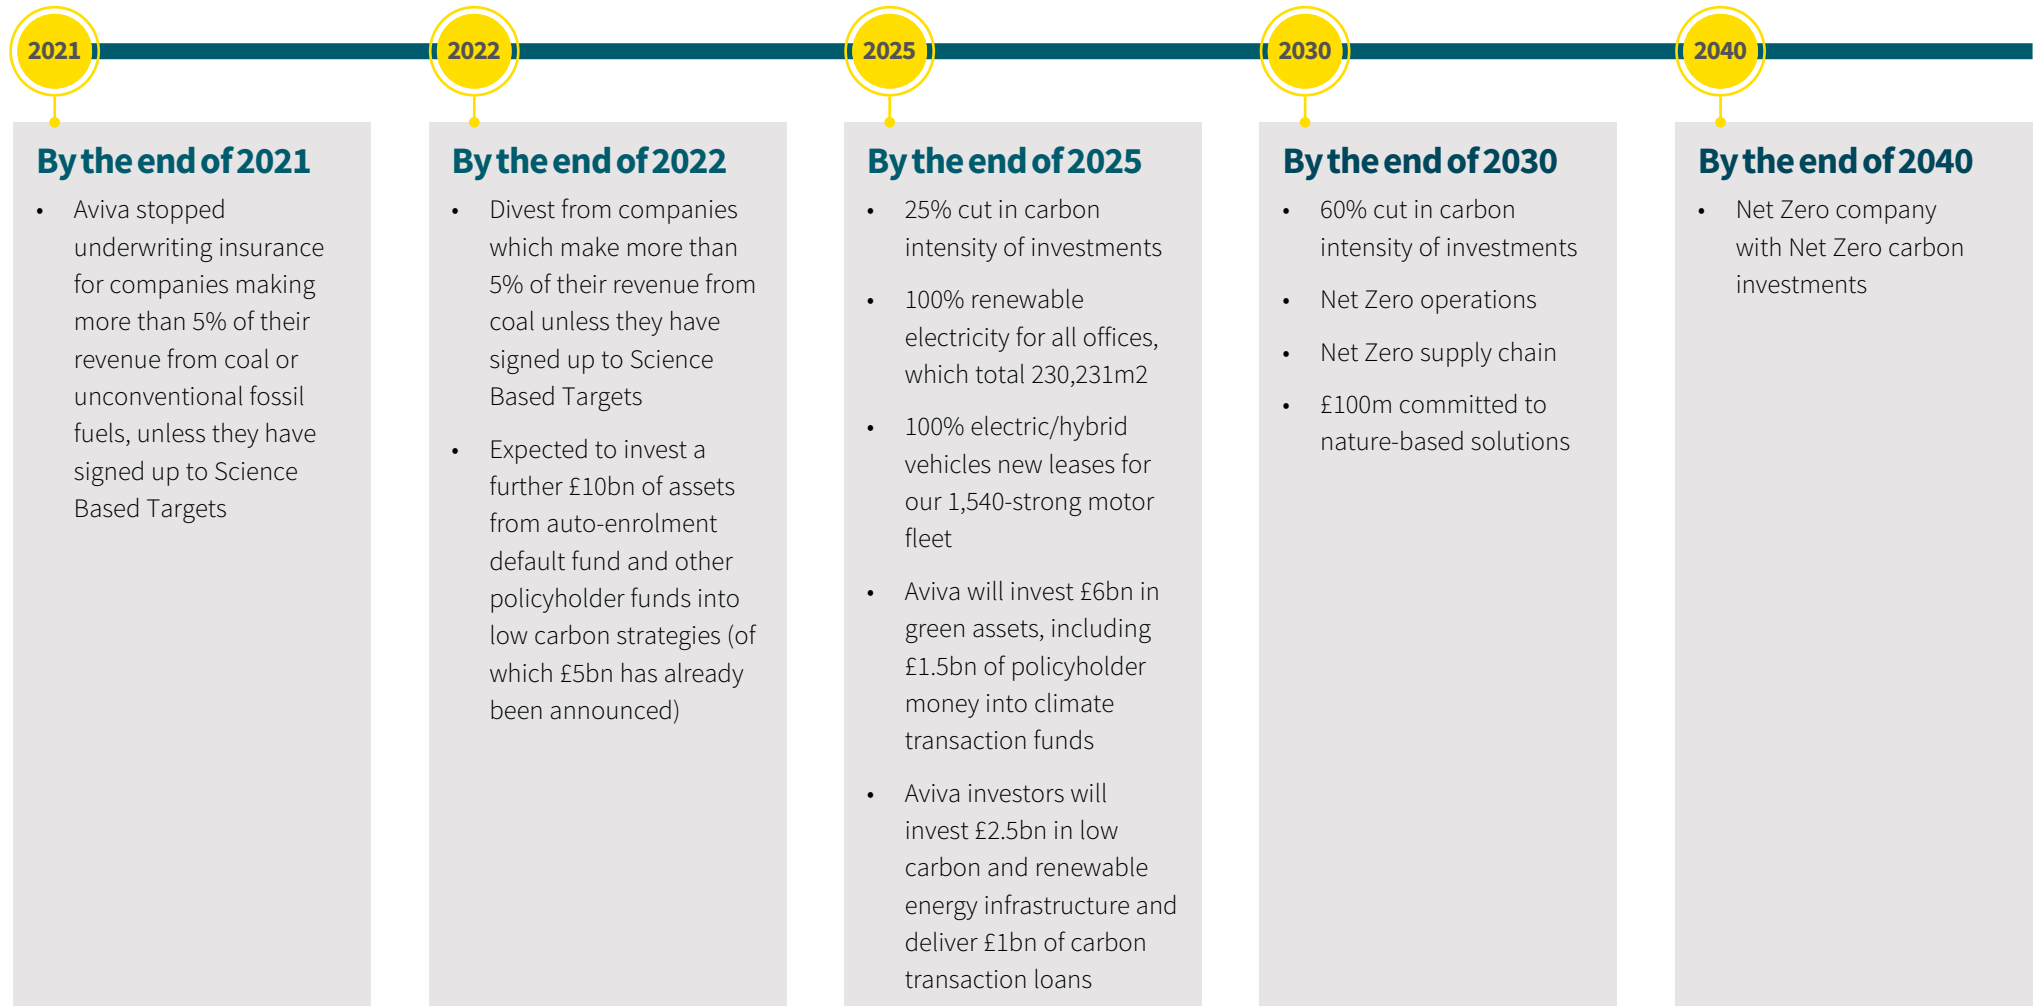 2021
2022
2025
2030
2040
By the end of 2021
• Aviva stopped
underwriting insurance
for companies making
more than 5% of their
revenue from coal or
unconventional fossil
fuels, unless they have
signed up to Science
Based Targets
By the end of 2022
• Divest from companies
which make more than
5% of their revenue from
coal unless they have
signed up to Science
Based Targets
• Expected to invest a
further £10bn of assets
from auto-enrolment
default fund and other
policyholder funds into
low carbon strategies (of
which £5bn has already
been announced)
By the end of 2025
• 25% cut in carbon
intensity of investments
• 100% renewable
electricity for all offices,
which total 230,231m2
• 100% electric/hybrid
vehicles new leases for
our 1,540-strong motor
fleet
• Aviva will invest £6bn in
green assets, including
£1.5bn of policyholder
money into climate
transaction funds
• Aviva investors will
invest £2.5bn in low
carbon and renewable
energy infrastructure and
deliver £1bn of carbon
transaction loans
By the end of 2030
• 60% cut in carbon
intensity of investments
• Net Zero operations
• Net Zero supply chain
• £100m committed to
nature-based solutions
By the end of 2040
• Net Zero company
with Net Zero carbon
investments